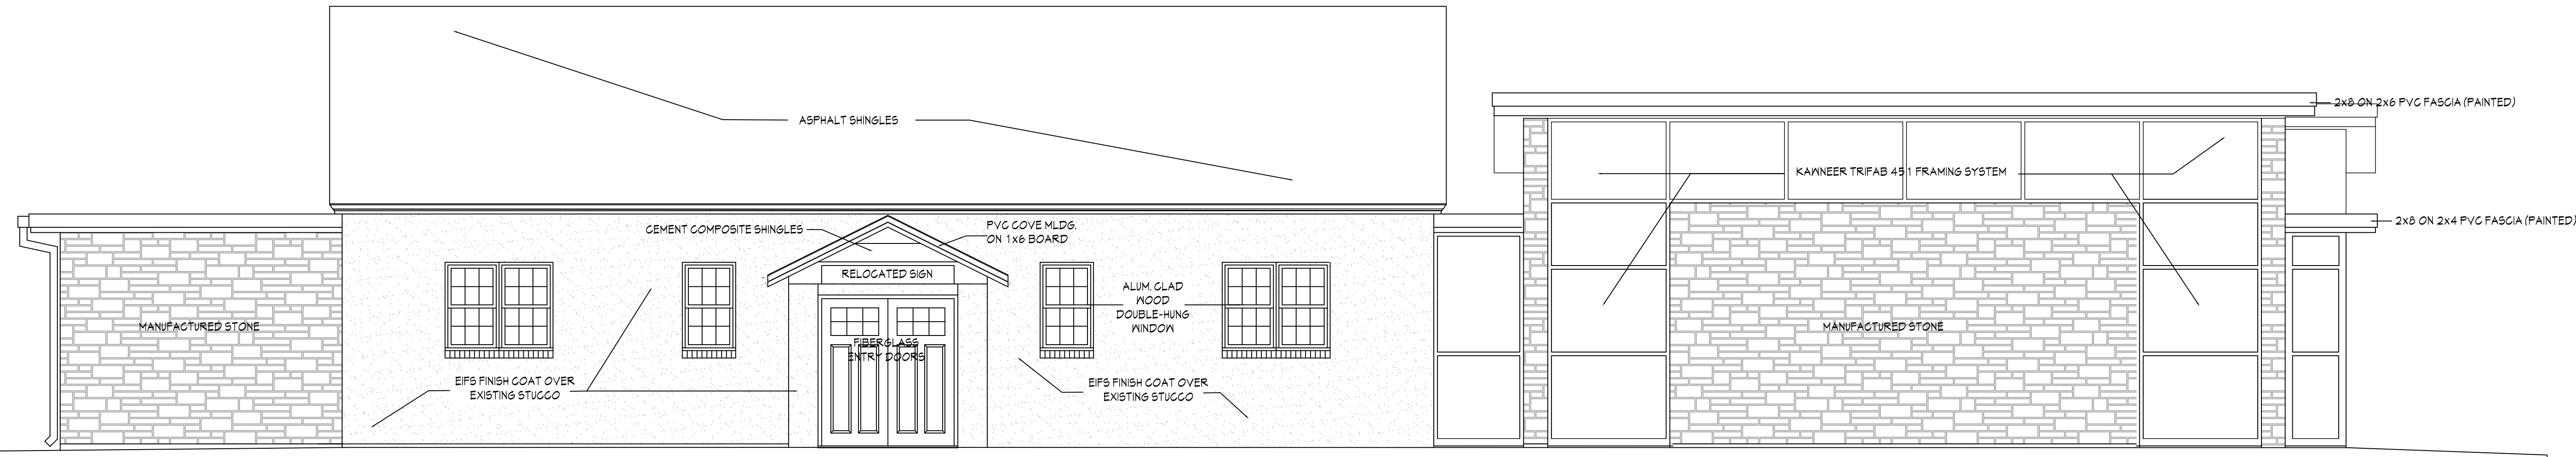 2x8 ON 2x6 PVC FASCIA (PAINTED)
ASPHALT SHINGLES
KAWNEER TRIFAB 451 FRAMING SYSTEM
2x8 ON 2x4 PVC FASCIA (PAINTED)
CEMENT COMPOSITE SHINGLES
PVC COVE MLDG.
ON 1x6 BOARD
RELOCATED SIGN
ALUM. CLAD
WOOD
DOUBLE-HUNG
WINDOW
MANUFACTURED STONE
MANUFACTURED STONE
FIBERGLASS
ENTRY DOORS
EIFS FINISH COAT OVER
EXISTING STUCCO
EIFS FINISH COAT OVER
EXISTING STUCCO